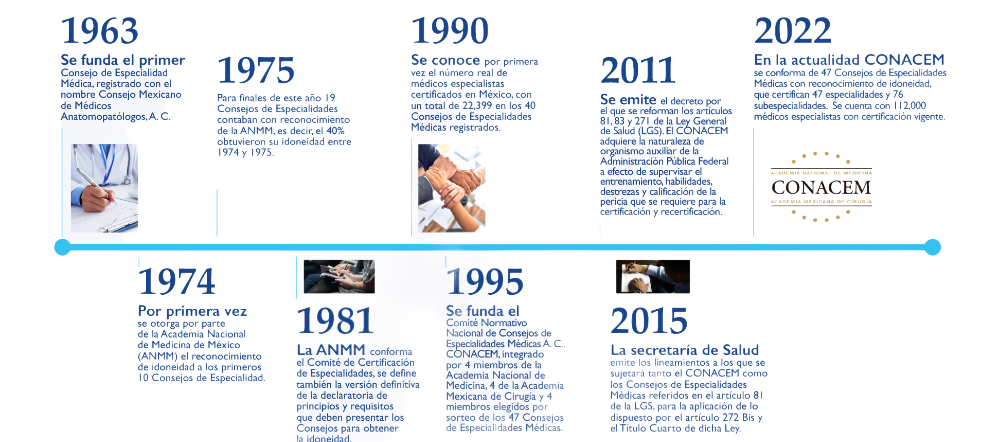 1963
Se funda el primer
Consejo de Especialidad
Médica, registrado con el
nombre Consejo Mexicano
de Médicos
Anatomopatólogos, A. C.
1975
Para finales de este año 19
Consejos de Especialidades
contaban con reconocimiento
de la ANMM, es decir, el 40%
obtuvieron su idoneidad entre
1974 y 1975.
1990
Se conoce por primera
vez el número real de
médicos especialistas
certificados en México, con
un total de 22,399 en los 40
Consejos de Especialidades
Médicas registrados.
2011
Se emite el decreto por
el que se reforman los artículos
81, 83 y 271 de la Ley General
de Salud (LGS). El CONACEM
adquiere la naturaleza de
organismo auxiliar de la
Administración Pública Federal
a efecto de supervisar el
entrenamiento, habilidades,
destrezas y calificación de la
pericia que se requiere para la
certificación y recertificación.
2022
En la actualidad CONACEM
se conforma de 47 Consejos de Especialidades
Médicas con reconocimiento de idoneidad,
que certifican 47 especialidades y 76
subespecialidades. Se cuenta con 112,000
médicos especialistas con certificación vigente.
ACADEMIA NACIONAL DE MEDICINA
CONACEM
ACADEMIA MEXICANA DE CIRUGÍA
1974
Por primera vez
se otorga por parte
de la Academia Nacional
de Medicina de México
(ANMM) el reconocimiento
de idoneidad a los primeros
10 Consejos de Especialidad.
1981
La ANMM conforma
el Comité de Certificación
de Especialidades, se define
también la versión definitiva
de la declaratoria de
principios y requisitos
que deben presentar los
Consejos para obtener
la idoneidad.
1995
Se funda el
Comité Normativo
Nacional de Consejos de
Especialidades Médicas A. C..
CONACEM, integrado
por 4 miembros de la
Academia Nacional de
Medicina, 4 de la Academia
Mexicana de Cirugía y 4
miembros elegidos por
sorteo de los 47 Consejos
de Especialidades Médicas.
2015
La secretaría de Salud
emite los lineamientos a los que se
sujetará tanto el CONACEM como
los Consejos de Especialidades
Médicas referidos en el artículo 81
de la LGS, para la aplicación de lo
dispuesto por el artículo 272 Bis y
el Título Cuarto de dicha Ley.